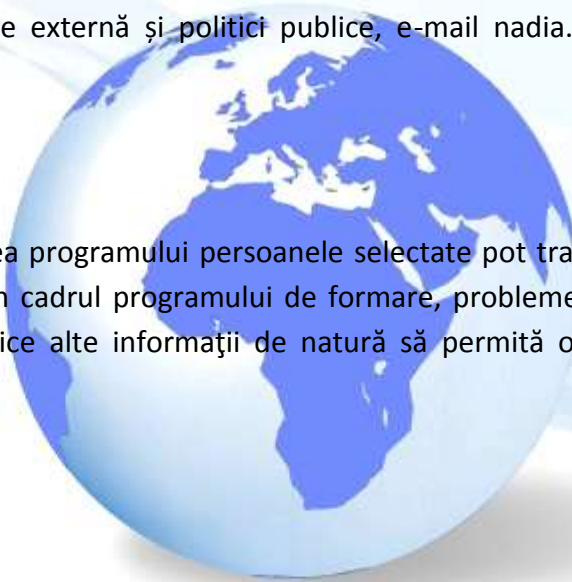 e externă și politici publice, e-mail nadia.
ea programului persoanele selectate pot tra
n cadrul programului de formare, probleme
ice alte informaţii de natură să permită o